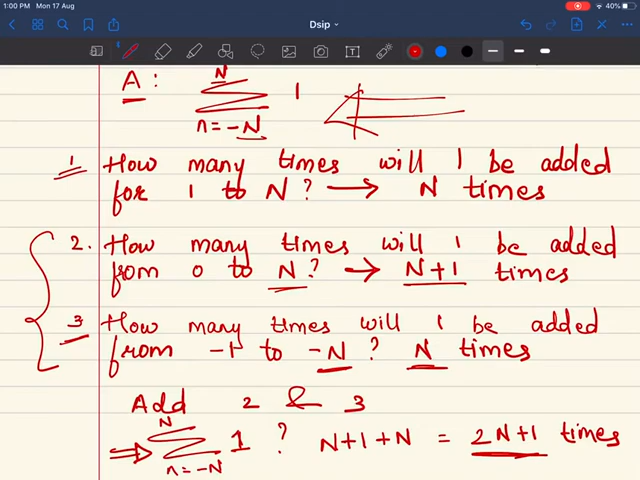 1:00 PM Mon 17 Aug
40%
Dsip
A : N
∑ 1
n = -N
1 How many times will 1 be added
for 1 to N? → N times
2. How many times will 1 be added
from 0 to N? → N+1 times
3 How many times will 1 be added
from -1 to -N ? N times
Add 2 & 3
N
⇒ ∑ 1 ? N+1+N = 2N+1 times
n=-N